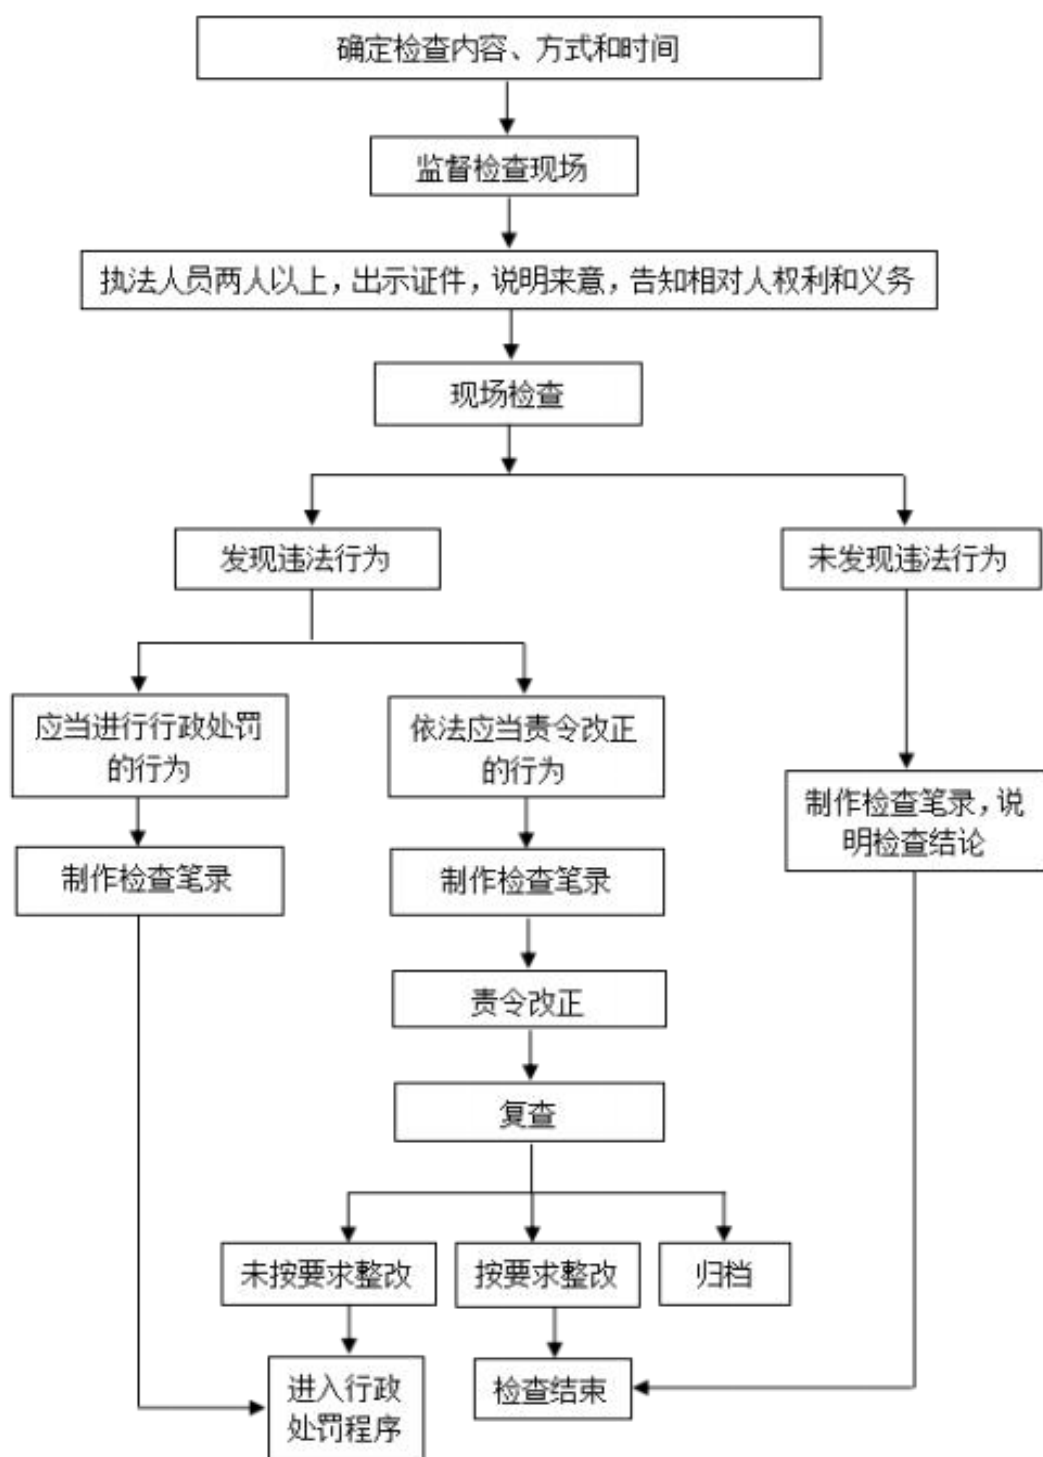 确定检查内容、方式和时间
监督检查现场
执法人员两人以上，出示证件，说明来意，告知相对人权利和义务
现场检查
发现违法行为
未发现违法行为
应当进行行政处罚
的行为
依法应当责令改正
的行为
制作检查笔录，说
明检查结论
制作检查笔录
制作检查笔录
责令改正
复查
未按要求整改
按要求整改
归档
进入行政
处罚程序
检查结束